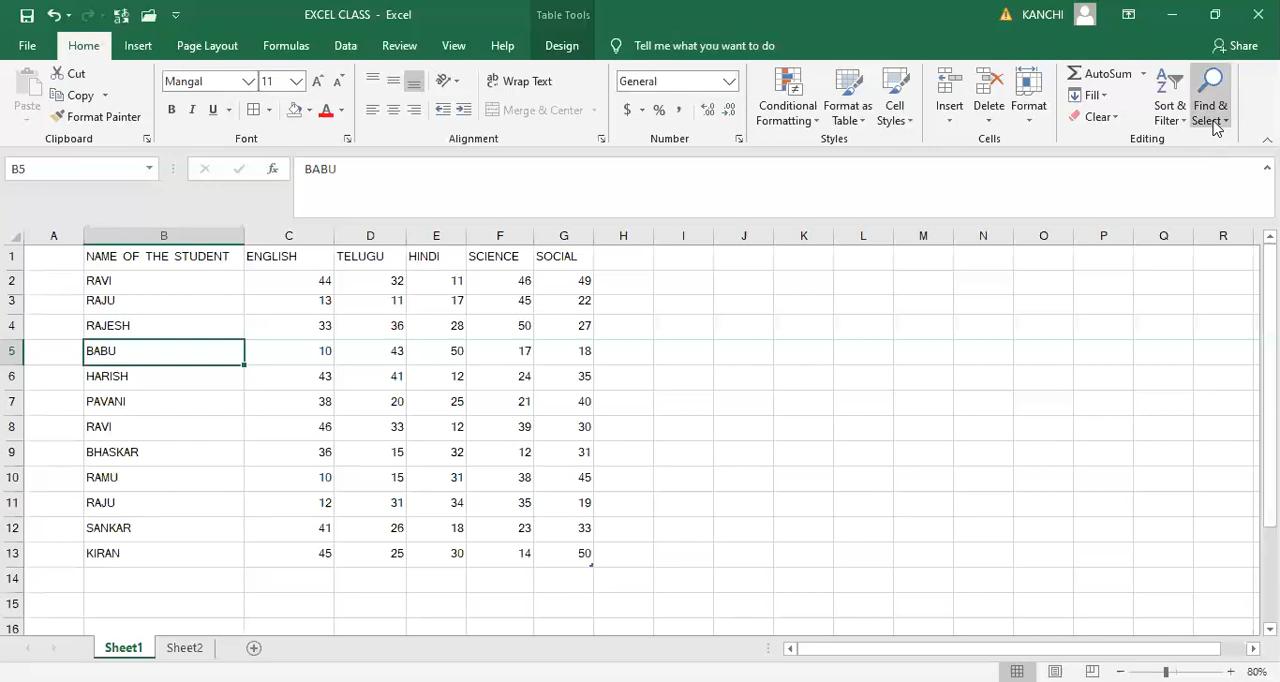 EXCEL CLASS - Excel
Table Tools
KANCHI
File Home Insert Page Layout Formulas Data Review View Help Design Tell me what you want to do Share
Paste
Cut
Copy
Format Painter
Clipboard
Mangal 11 A A
B I U A
Font
Wrap Text
Merge & Center
Alignment
General
$ % ,
Number
Conditional Formatting
Format as Table
Cell Styles
Styles
Insert Delete Format
Cells
AutoSum
Fill
Clear
Sort & Filter
Find & Select
Editing
B5 fx BABU
A B C D E F G H I J K L M N O P Q R
1 NAME OF THE STUDENT ENGLISH TELUGU HINDI SCIENCE SOCIAL
2 RAVI 44 32 11 46 49
3 RAJU 13 11 17 45 22
4 RAJESH 33 36 28 50 27
5 BABU 10 43 50 17 18
6 HARISH 43 41 12 24 35
7 PAVANI 38 20 25 21 40
8 RAVI 46 33 12 39 30
9 BHASKAR 36 15 32 12 31
10 RAMU 10 15 31 38 45
11 RAJU 12 31 34 35 19
12 SANKAR 41 26 18 23 33
13 KIRAN 45 25 30 14 50
14
15
16
Sheet1 Sheet2
80%